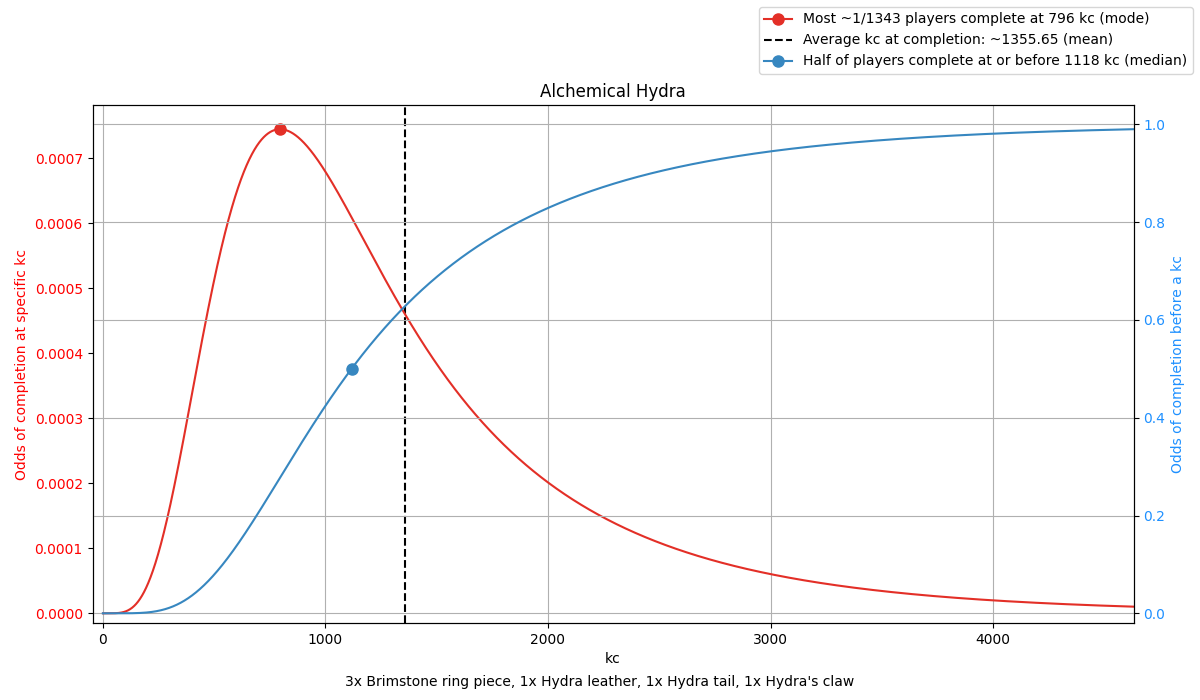 Most ~1/1343 players complete at 796 kc (mode)
Average kc at completion: ~1355.65 (mean)
Half of players complete at or before 1118 kc (median)
Alchemical Hydra
Odds of completion at specific kc
0.0007
0.0006
0.0005
0.0004
0.0003
0.0002
0.0001
0.0000
1.0
0.8
0.6
0.4
0.2
0.0
Odds of completion before a kc
0 1000 2000 3000 4000
kc
3x Brimstone ring piece, 1x Hydra leather, 1x Hydra tail, 1x Hydra's claw